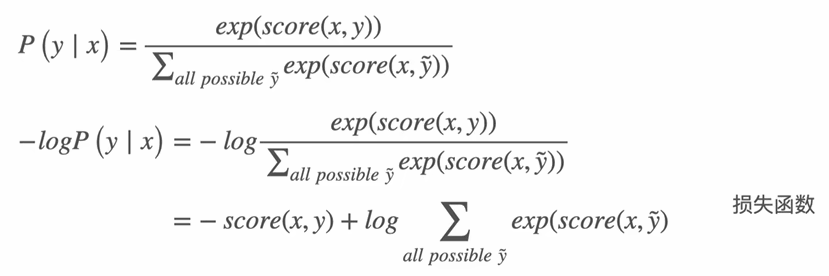 P(y | x) = exp(score(x, y)) / ∑_{all possible ỹ} exp(score(x, ỹ))
−logP(y | x) = − log exp(score(x, y)) / ∑_{all possible ỹ} exp(score(x, ỹ))
= − score(x, y) + log ∑_{all possible ỹ} exp(score(x, ỹ) 损失函数